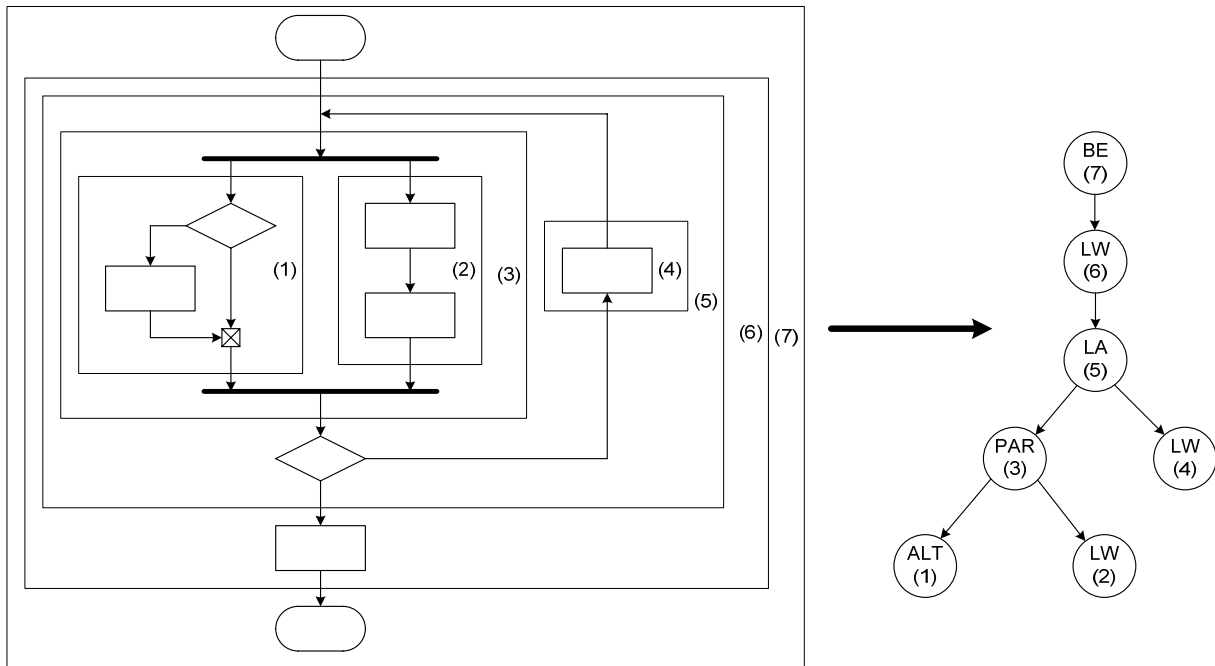 (1)
(2)
(3)
(4)
(5)
(6)
(7)
BE
(7)
LW
(6)
LA
(5)
PAR
(3)
LW
(4)
ALT
(1)
LW
(2)